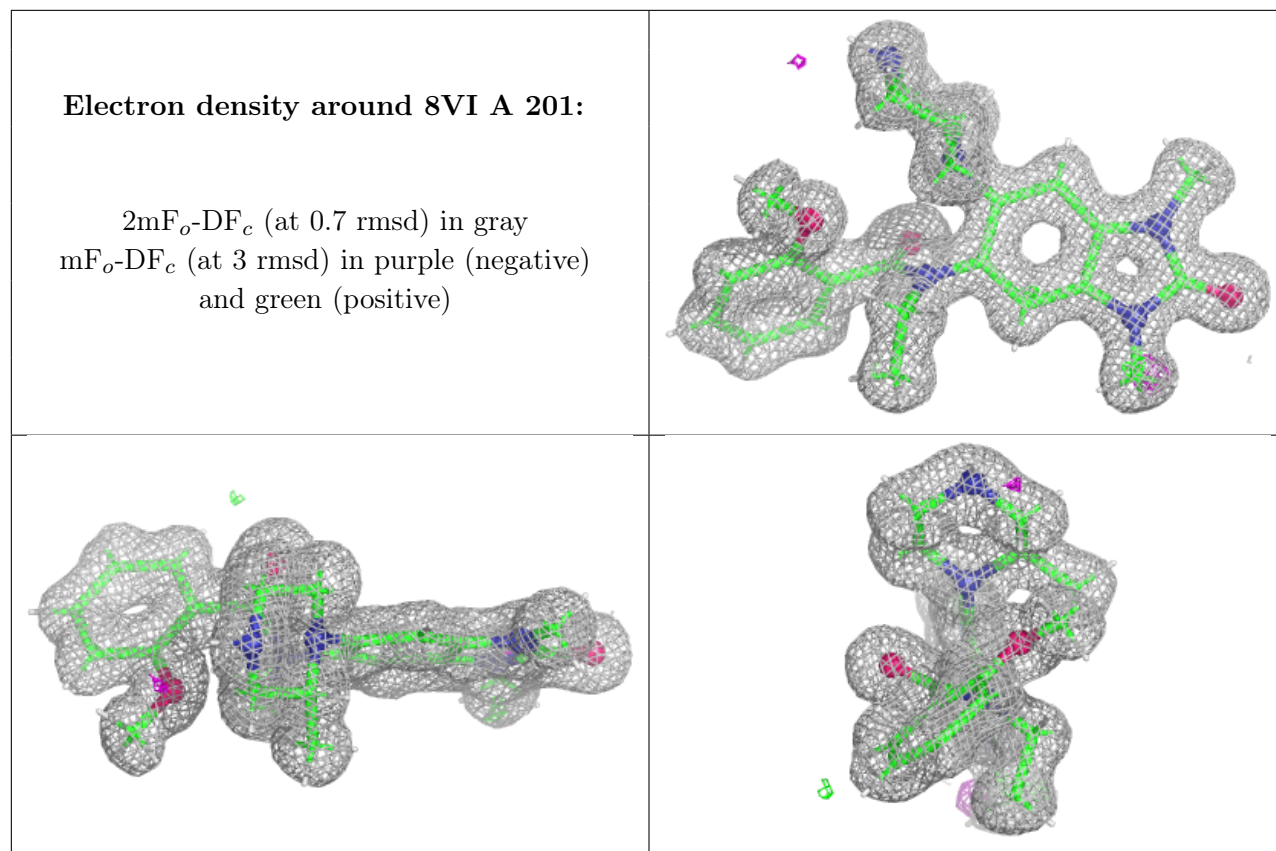 Electron density around 8VI A 201:
2mFₒ-DF𝑐 (at 0.7 rmsd) in gray
mFₒ-DF𝑐 (at 3 rmsd) in purple (negative)
and green (positive)